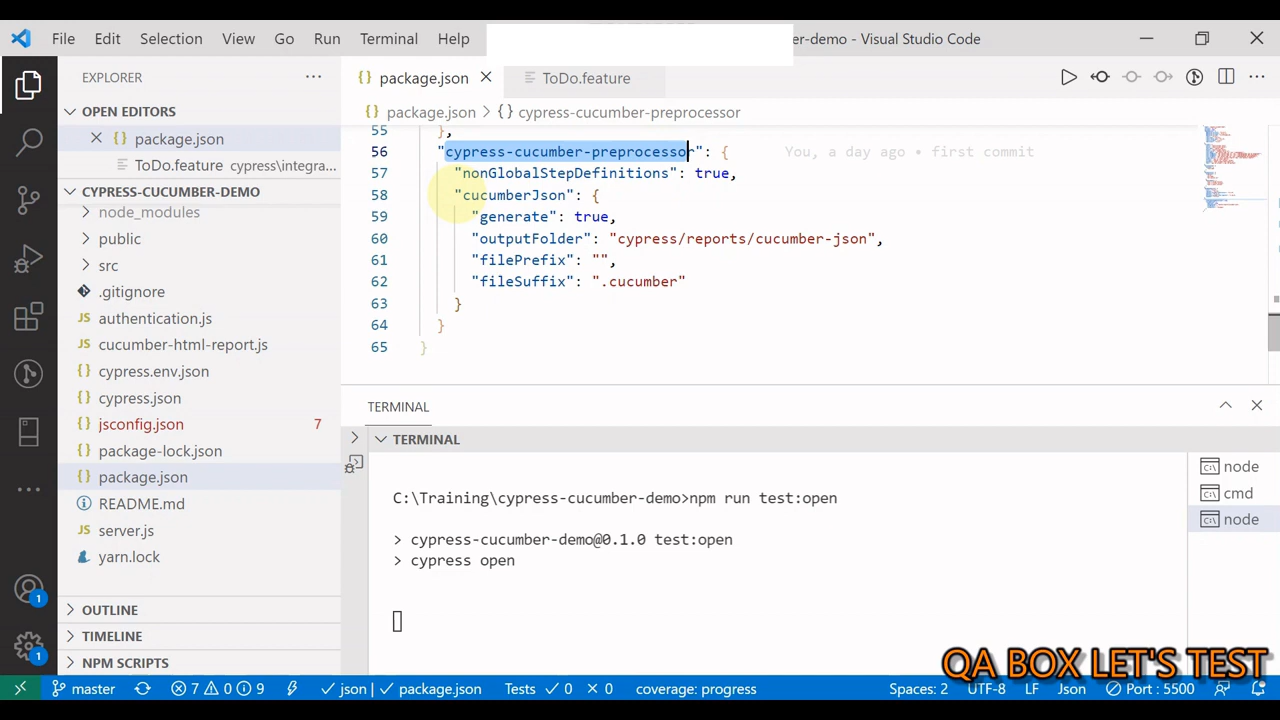 File Edit Selection View Go Run Terminal Help
ber-demo - Visual Studio Code
EXPLORER
package.json
ToDo.feature
OPEN EDITORS
package.json > {} cypress-cucumber-preprocessor
package.json
ToDo.feature cypress\integra...
CYPRESS-CUCUMBER-DEMO
node_modules
public
src
.gitignore
authentication.js
cucumber-html-report.js
cypress.env.json
cypress.json
jsconfig.json 7
package-lock.json
package.json
README.md
server.js
yarn.lock
OUTLINE
TIMELINE
NPM SCRIPTS
55 },
56 "cypress-cucumber-preprocessor": { You, a day ago • first commit
57 "nonGlobalStepDefinitions": true,
58 "cucumberJson": {
59 "generate": true,
60 "outputFolder": "cypress/reports/cucumber-json",
61 "filePrefix": "",
62 "fileSuffix": ".cucumber"
63 }
64 }
65 }
TERMINAL
TERMINAL
C:\Training\cypress-cucumber-demo>npm run test:open
> cypress-cucumber-demo@0.1.0 test:open
> cypress open
node
cmd
node
1
1
QA BOX LET'S TEST
master 7 0 9 json | package.json Tests 0 0 coverage: progress Spaces: 2 UTF-8 LF Json Port : 5500